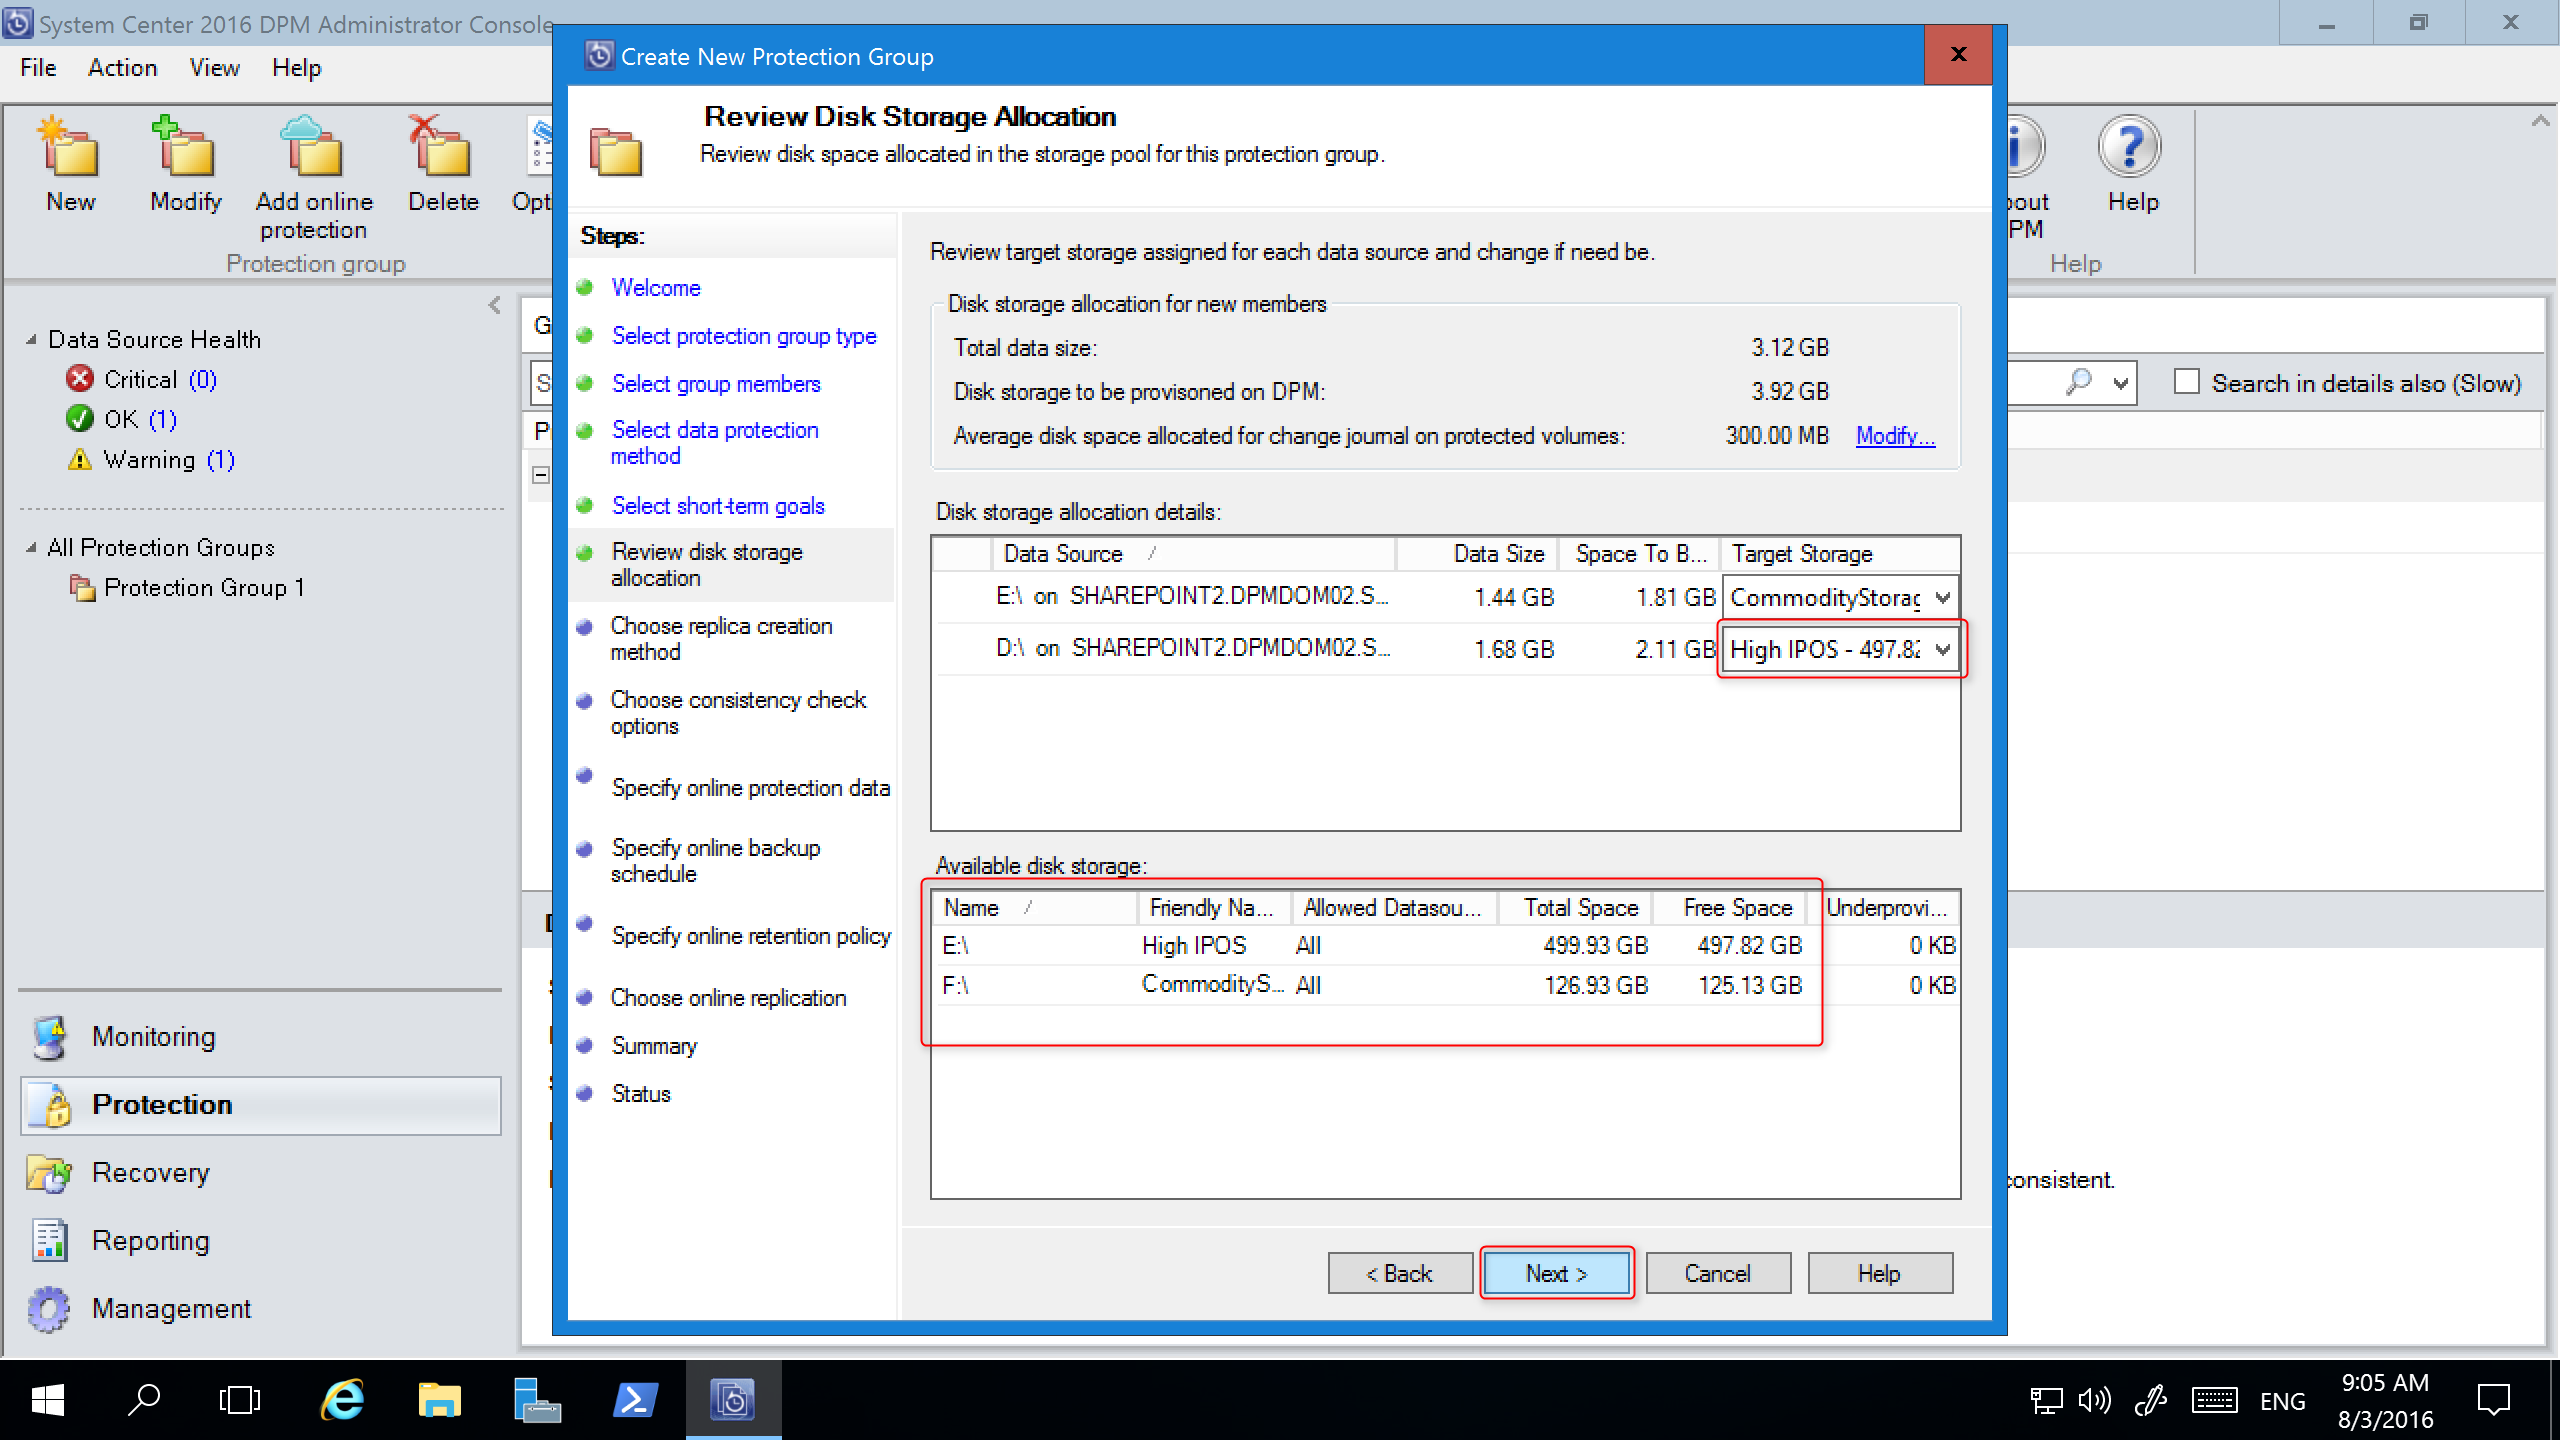 System Center 2016 DPM Administrator Console
File Action View Help
New
Modify
Add online
protection
Delete
Protection group
Help
Help
Data Source Health
Critical (0)
OK (1)
Warning (1)
All Protection Groups
Protection Group 1
Monitoring
Protection
Recovery
Reporting
Management
Search in details also (Slow)
consistent.
Create New Protection Group
x
Review Disk Storage Allocation
Review disk space allocated in the storage pool for this protection group.
Steps:
Welcome
Select protection group type
Select group members
Select data protection
method
Select short-term goals
Review disk storage
allocation
Choose replica creation
method
Choose consistency check
options
Specify online protection data
Specify online backup
schedule
Specify online retention policy
Choose online replication
Summary
Status
Review target storage assigned for each data source and change if need be.
Disk storage allocation for new members
Total data size: 3.12 GB
Disk storage to be provisoned on DPM: 3.92 GB
Average disk space allocated for change journal on protected volumes: 300.00 MB Modify...
Disk storage allocation details:
Data Source Data Size Space To B... Target Storage
E:\ on SHAREPOINT2.DPMDOM02.S... 1.44 GB 1.81 GB CommodityStorag
D:\ on SHAREPOINT2.DPMDOM02.S... 1.68 GB 2.11 GB High IPOS - 497.82
Available disk storage:
Name Friendly Na... Allowed Datasou... Total Space Free Space Underprovi...
E:\ High IPOS All 499.93 GB 497.82 GB 0 KB
F:\ CommodityS... All 126.93 GB 125.13 GB 0 KB
< Back Next > Cancel Help
ENG
9:05 AM
8/3/2016